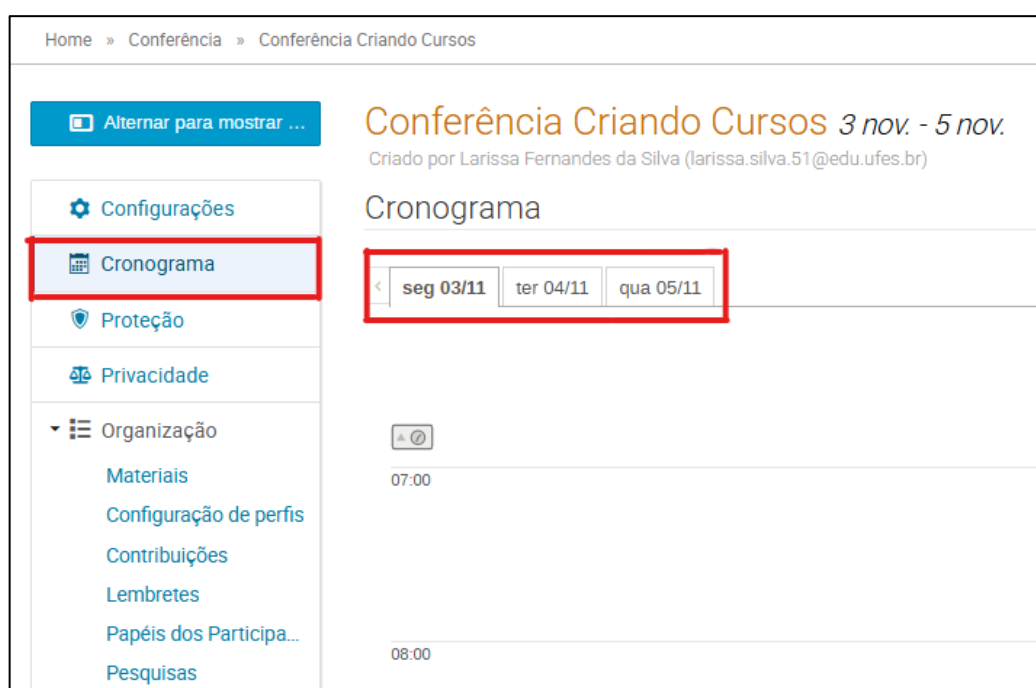 Home » Conferência » Conferência Criando Cursos
Alternar para mostrar ...
Conferência Criando Cursos 3 nov. - 5 nov.
Criado por Larissa Fernandes da Silva (larissa.silva.51@edu.ufes.br)
Configurações
Cronograma
Proteção
Privacidade
Organização
Materiais
Configuração de perfis
Contribuições
Lembretes
Papéis dos Participa...
Pesquisas
Cronograma
seg 03/11 ter 04/11 qua 05/11
07:00
08:00